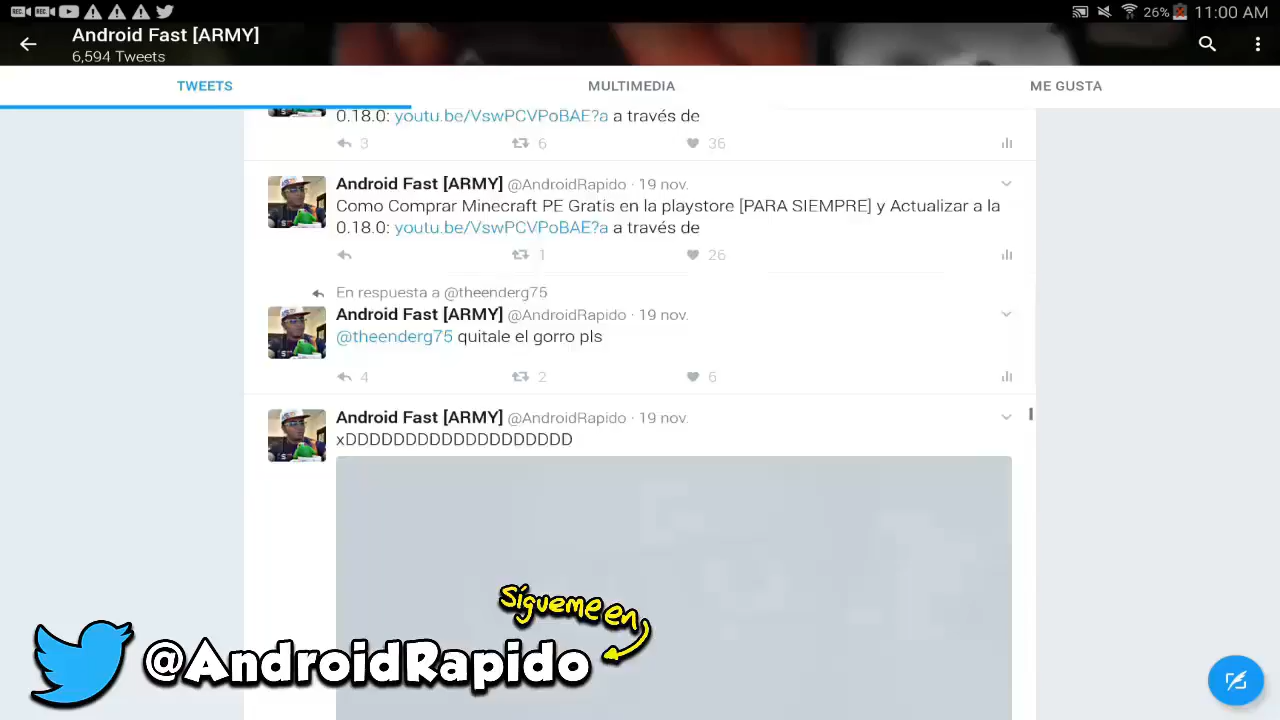 REC REC 26% 11:00 AM
Android Fast [ARMY]
6,594 Tweets
TWEETS MULTIMEDIA ME GUSTA
0.18.0: youtu.be/VswPCVPoBAE?a a través de
3 6 36
Android Fast [ARMY] @AndroidRapido · 19 nov.
Como Comprar Minecraft PE Gratis en la playstore [PARA SIEMPRE] y Actualizar a la
0.18.0: youtu.be/VswPCVPoBAE?a a través de
1 26
En respuesta a @theenderg75
Android Fast [ARMY] @AndroidRapido · 19 nov.
@theenderg75 quitale el gorro pls
4 2 6
Android Fast [ARMY] @AndroidRapido · 19 nov.
xDDDDDDDDDDDDDDDDDDD
Sígueme en
@AndroidRapido